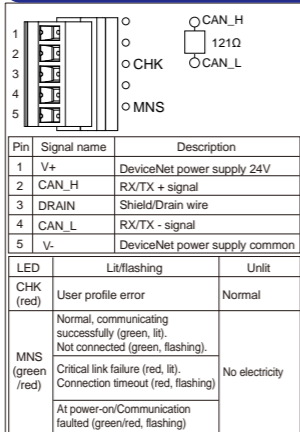 CAN_H
1
121Ω
2
CHK
CAN_L
3
4
MNS
5
Pin Signal name Description
1 V+ DeviceNet power supply 24V
2 CAN_H RX/TX + signal
3 DRAIN Shield/Drain wire
4 CAN_L RX/TX - signal
5 V- DeviceNet power supply common
LED Lit/flashing Unlit
CHK
(red)
User profile error
Normal
MNS
(green
/red)
Normal, communicating
successfully (green, lit).
Not connected (green, flashing).
Critical link failure (red, lit).
Connection timeout (red, flashing)
At power-on/Communication
faulted (green/red, flashing)
No electricity